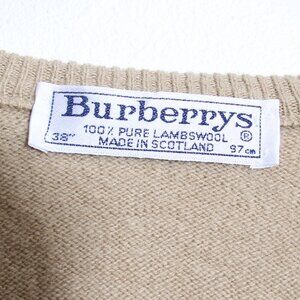 Burberrys ®
38" 100% PURE LAMBSWOOL
MADE IN SCOTLAND 97cm